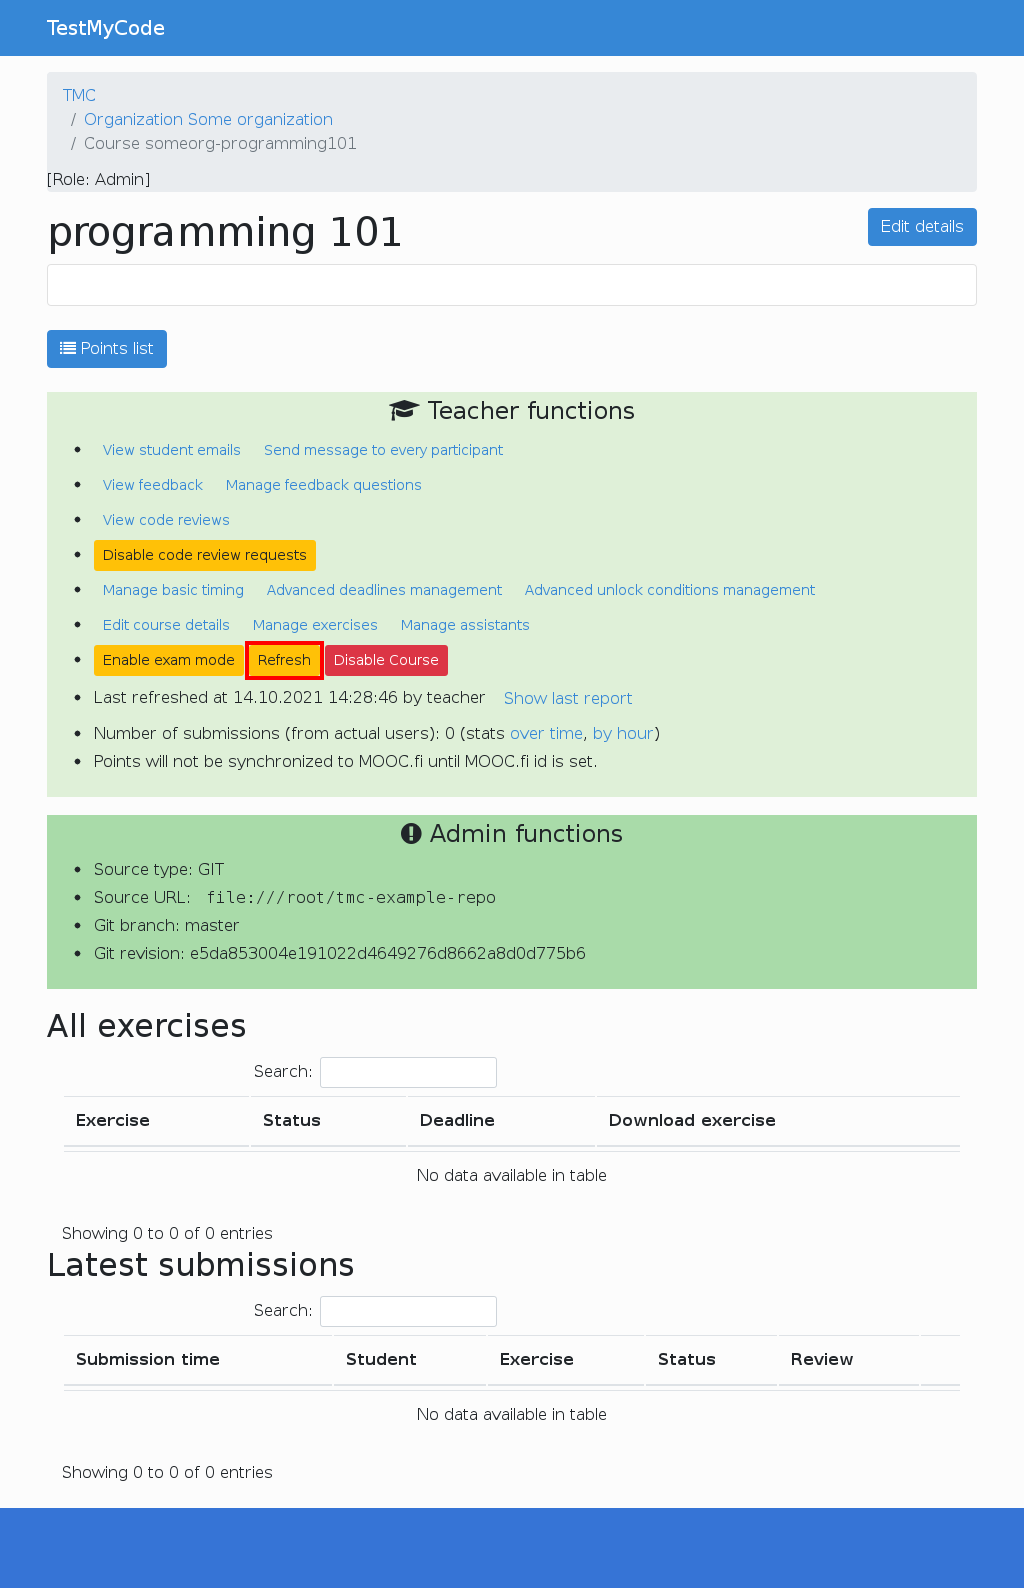 TestMyCode
TMC
/ Organization Some organization
/ Course someorg-programming101
[Role: Admin]
programming 101
Edit details
Points list
Teacher functions
• View student emails Send message to every participant
• View feedback Manage feedback questions
• View code reviews
• Disable code review requests
• Manage basic timing Advanced deadlines management Advanced unlock conditions management
• Edit course details Manage exercises Manage assistants
• Enable exam mode Refresh Disable Course
• Last refreshed at 14.10.2021 14:28:46 by teacher Show last report
• Number of submissions (from actual users): 0 (stats over time, by hour)
• Points will not be synchronized to MOOC.fi until MOOC.fi id is set.
Admin functions
• Source type: GIT
• Source URL: file:///root/tmc-example-repo
• Git branch: master
• Git revision: e5da853004e191022d4649276d8662a8d0d775b6
All exercises
Search:
Exercise Status Deadline Download exercise
No data available in table
Showing 0 to 0 of 0 entries
Latest submissions
Search:
Submission time Student Exercise Status Review
No data available in table
Showing 0 to 0 of 0 entries